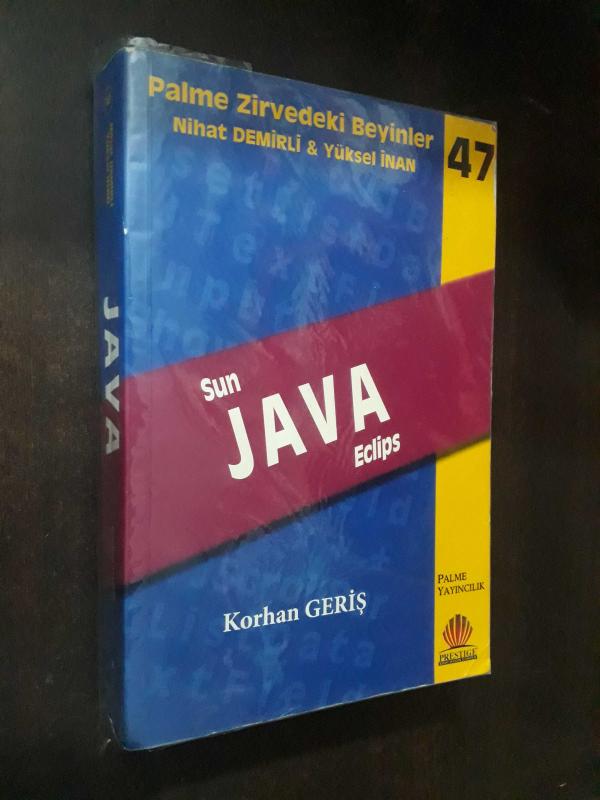 Palme Zirvedeki Beyinler
Nihat DEMİRLİ & Yüksel İNAN
47
Sun
JAVA
Eclips
Korhan GERİŞ
PALME
YAYINCILIK
PRESTIGE
JAVA